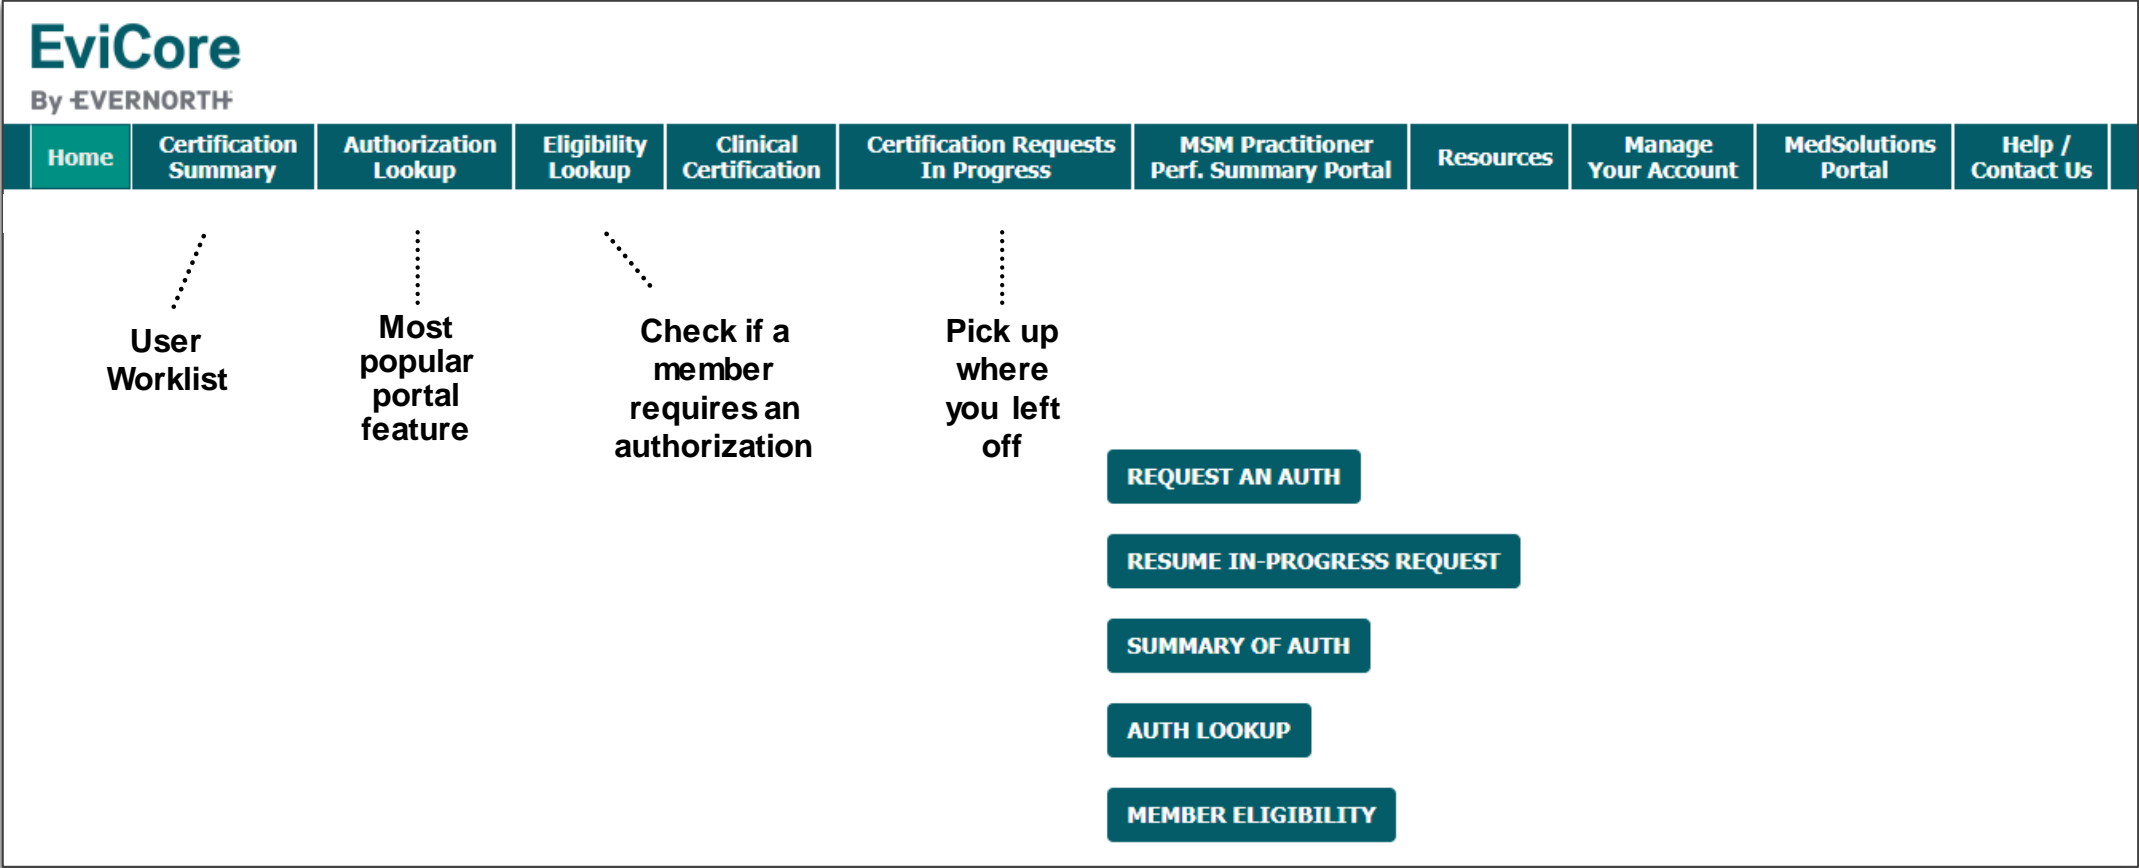 EviCore
By EVERNORTH
Home
Certification
Summary
Authorization
Lookup
Eligibility
Lookup
Clinical
Certification
Certification Requests
In Progress
MSM Practitioner
Perf. Summary Portal
Resources
Manage
Your Account
MedSolutions
Portal
Help /
Contact Us
User
Worklist
Most
popular
portal
feature
Check if a
member
requires an
authorization
Pick up
where
you left
off
REQUEST AN AUTH
RESUME IN-PROGRESS REQUEST
SUMMARY OF AUTH
AUTH LOOKUP
MEMBER ELIGIBILITY